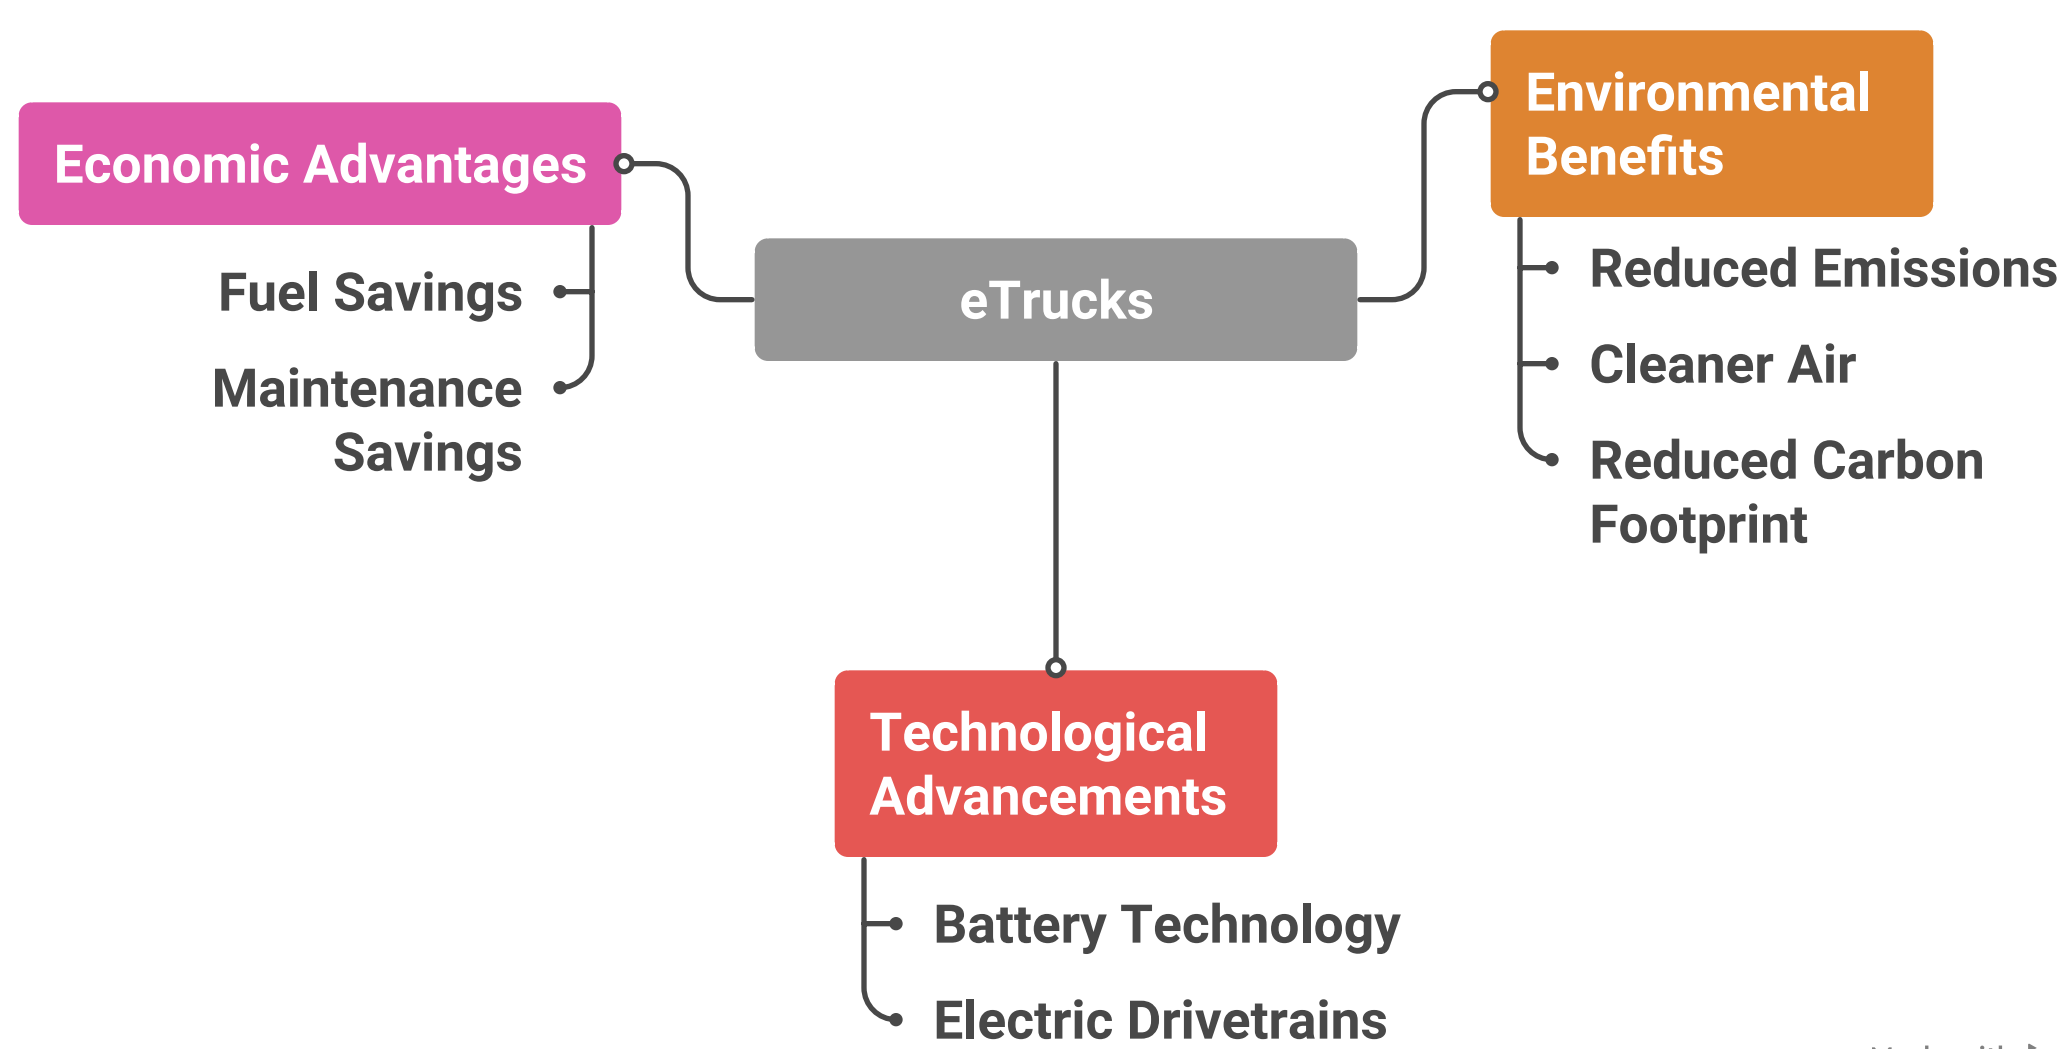 Economic Advantages
Fuel Savings
Maintenance
Savings
eTrucks
Environmental
Benefits
Reduced Emissions
Cleaner Air
Reduced Carbon
Footprint
Technological
Advancements
Battery Technology
Electric Drivetrains